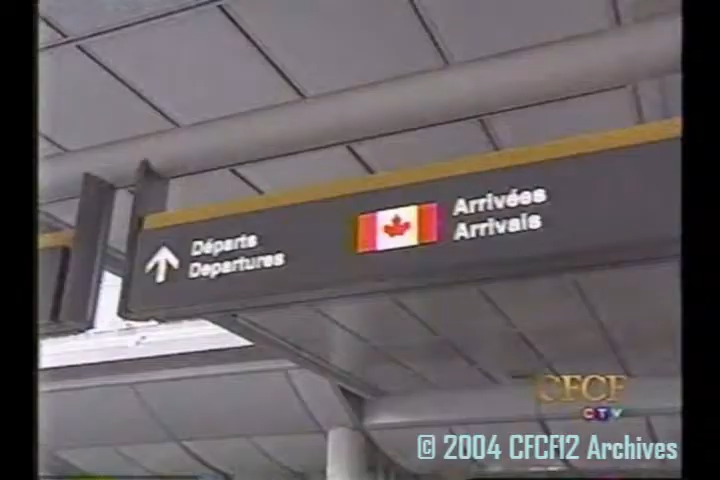 Départs
Departures
Arrivées
Arrivals
CFCF
CTV
© 2004 CFCF12 Archives